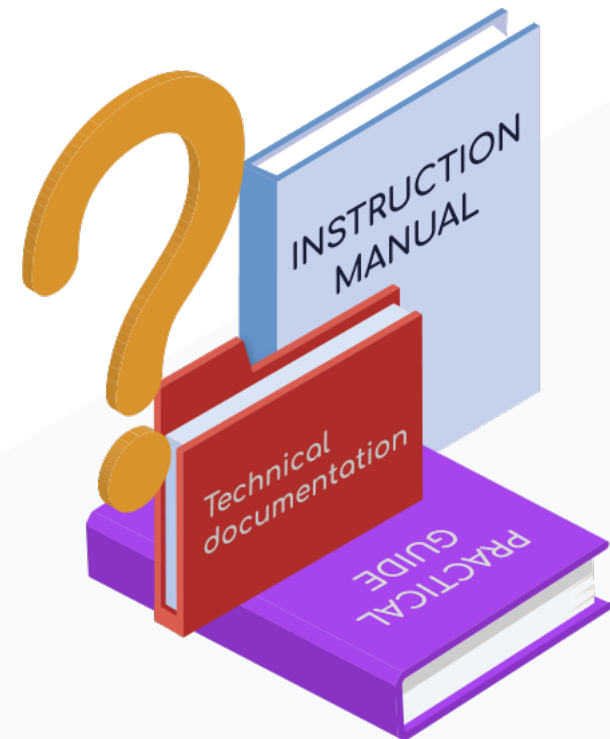 INSTRUCTION
MANUAL
Technical
documentation
PRACTICAL
GUIDE